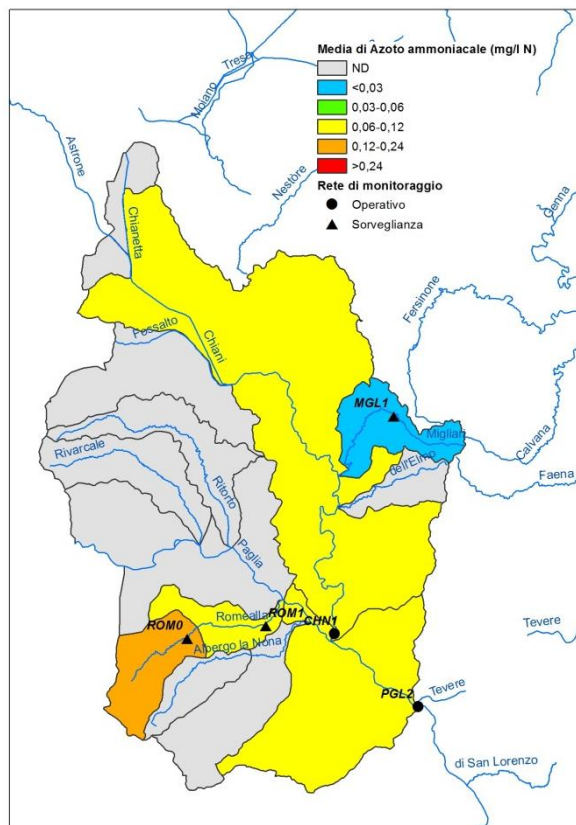 Media di Azoto ammoniacale (mg/l N)
ND
<0,03
0,03-0,06
0,06-0,12
0,12-0,24
>0,24
Rete di monitoraggio
Operativo
Sorveglianza
Tresa
Moiano
Astrone
Nestòre
Genna
Chianetta
Fersinone
Chiani
Fossalto
MGL1
Migliari
Calvana
dell'Elmo
Faena
Rivarcale
Ritorto
Paglia
ROM0
Romealla
ROM1
CHN1
Albergo la Nona
Tevere
PGL2
Tevere
di San Lorenzo